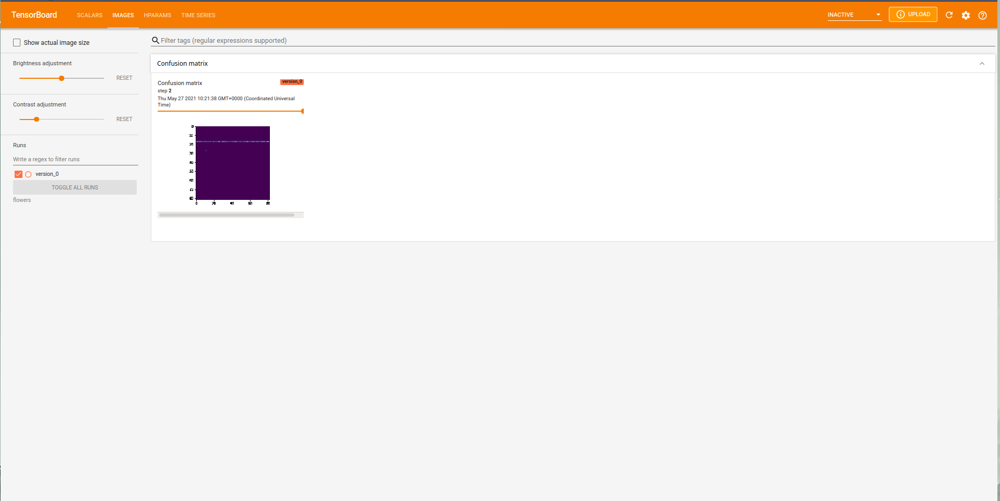 TensorBoard
SCALARS
IMAGES
HPARAMS
TIME SERIES
INACTIVE
UPLOAD
Show actual image size
Brightness adjustment
RESET
Contrast adjustment
RESET
Runs
Write a regex to filter runs
version_0
TOGGLE ALL RUNS
flowers
Filter tags (regular expressions supported)
Confusion matrix
Confusion matrix
version_0
step 2
Thu May 27 2021 10:21:38 GMT+0000 (Coordinated Universal
Time)
0
10
20
30
40
50
60
70
80
0 20 40 60 80